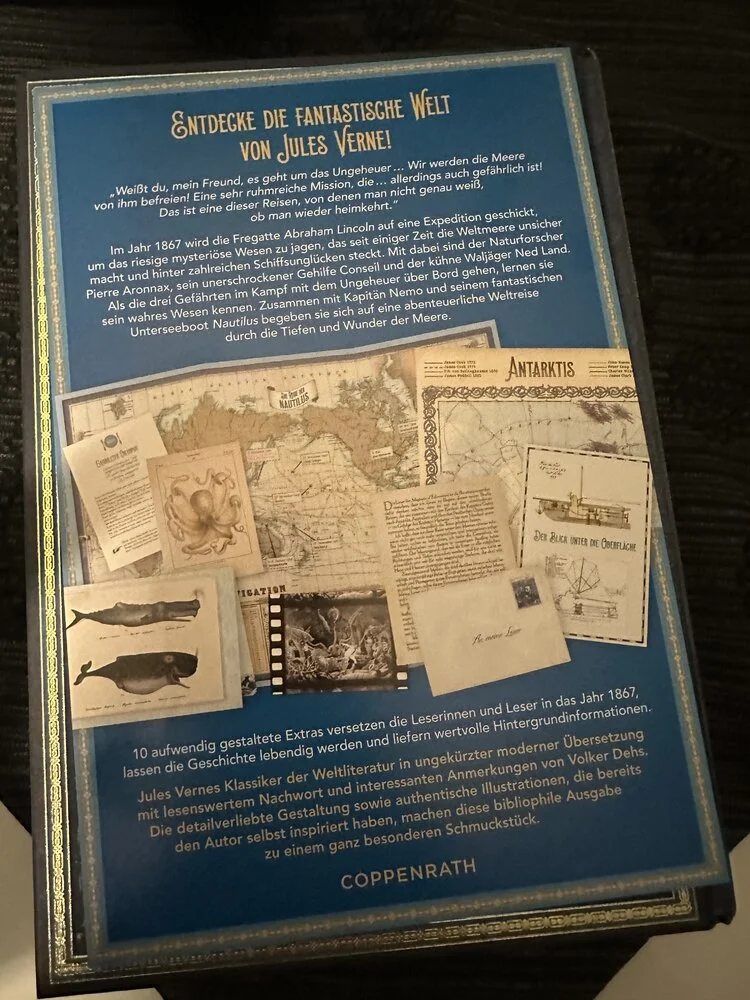 ENTDECKE DIE FANTASTISCHE WELT
VON JULES VERNE!
„Weißt du, mein Freund, es geht um das Ungeheuer... Wir werden die Meere
von ihm befreien! Eine sehr ruhmreiche Mission, die... allerdings auch gefährlich ist!
Das ist eine dieser Reisen, von denen man nicht genau weiß,
ob man wieder heimkehrt.“
Im Jahr 1867 wird die Fregatte Abraham Lincoln auf eine Expedition geschickt,
um das riesige mysteriöse Wesen zu jagen, das seit einiger Zeit die Weltmeere unsicher
macht und hinter zahlreichen Schiffsunglücken steckt. Mit dabei sind der Naturforscher
Pierre Aronnax, sein unerschrockener Gehilfe Conseil und der kühne Waljäger Ned Land.
Als die drei Gefährten im Kampf mit dem Ungeheuer über Bord gehen, lernen sie
sein wahres Wesen kennen. Zusammen mit Kapitän Nemo und seinem fantastischen
Unterseeboot Nautilus begeben sie sich auf eine abenteuerliche Weltreise
durch die Tiefen und Wunder der Meere.
ANTARKTIS
NAUTILUS
DER BLICK UNTER DIE OBERFLÄCHE
An meine Leser
10 aufwendig gestaltete Extras versetzen die Leserinnen und Leser in das Jahr 1867,
lassen die Geschichte lebendig werden und liefern wertvolle Hintergrundinformationen.
Jules Vernes Klassiker der Weltliteratur in ungekürzter moderner Übersetzung
mit lesenswertem Nachwort und interessanten Anmerkungen von Volker Dehs.
Die detailverliebte Gestaltung sowie authentische Illustrationen, die bereits
den Autor selbst inspiriert haben, machen diese bibliophile Ausgabe
zu einem ganz besonderen Schmuckstück.
COPPENRATH